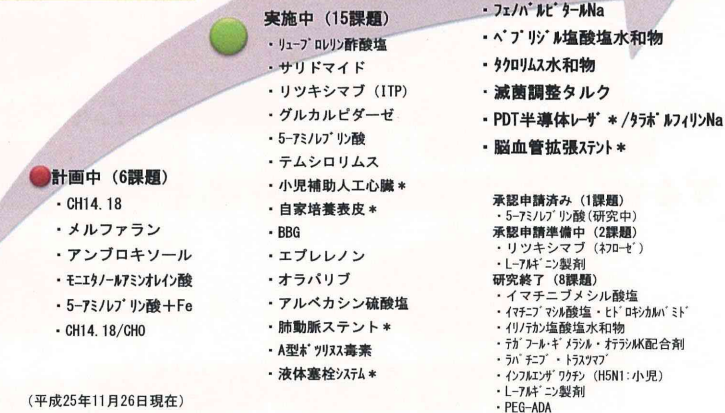 計画中（6課題）
・CH14.18
・メルファラン
・アンブロキソール
・ﾓﾆｴﾀﾉｰﾙｱﾐﾝｵﾚｲﾝ酸
・5-ｱﾐﾉﾚﾌﾞﾘﾝ酸＋Fe
・CH14.18/CHO
（平成25年11月26日現在）
実施中（15課題）
・ﾘｭｰﾌﾟﾛﾚﾘﾝ酢酸塩
・サリドマイド
・リツキシマブ（ITP）
・グルカルピダーゼ
・5-ｱﾐﾉﾚﾌﾞﾘﾝ酸
・テムシロリムス
・小児補助人工心臓＊
・自家培養表皮＊
・BBG
・エプレレノン
・オラパリブ
・アルベカシン硫酸塩
・肺動脈ステント＊
・A型ﾎﾞﾂﾘﾇｽ毒素
・液体塞栓ｼｽﾃﾑ＊
・ﾌｪﾉﾊﾞﾙﾋﾞﾀｰﾙNa
・ﾍﾟﾌﾟﾘｼﾞﾙ塩酸塩水和物
・ﾀｸﾛﾘﾑｽ水和物
・滅菌調整タルク
・PDT半導体ﾚｰｻﾞ＊/ﾀﾗﾎﾟﾙﾌｨﾘﾝNa
・脳血管拡張ｽﾃﾝﾄ＊
承認申請済み（1課題）
・5-ｱﾐﾉﾚﾌﾞﾘﾝ酸(研究中)
承認申請準備中（2課題）
・リツキシマブ（ﾈﾌﾛｰｾﾞ）
・L-ｱﾙｷﾞﾆﾝ製剤
研究終了（8課題）
・イマチニブメシル酸塩
・ｲﾏﾁﾆﾌﾞﾒｼﾙ酸塩・ﾋﾄﾞﾛｷｼｶﾙﾊﾞﾐﾄﾞ
・ｲﾘﾉﾃｶﾝ塩酸塩水和物
・ﾃｶﾞﾌｰﾙ･ｷﾞﾒﾗｼﾙ・ｵﾃﾗｼﾙK配合剤
・ﾗﾊﾟﾁﾆﾌﾞ・ﾄﾗｽﾂﾏﾌﾞ
・ｲﾝﾌﾙｴﾝｻﾞﾜｸﾁﾝ（H5N1:小児）
・L-ｱﾙｷﾞﾆﾝ製剤
・PEG-ADA